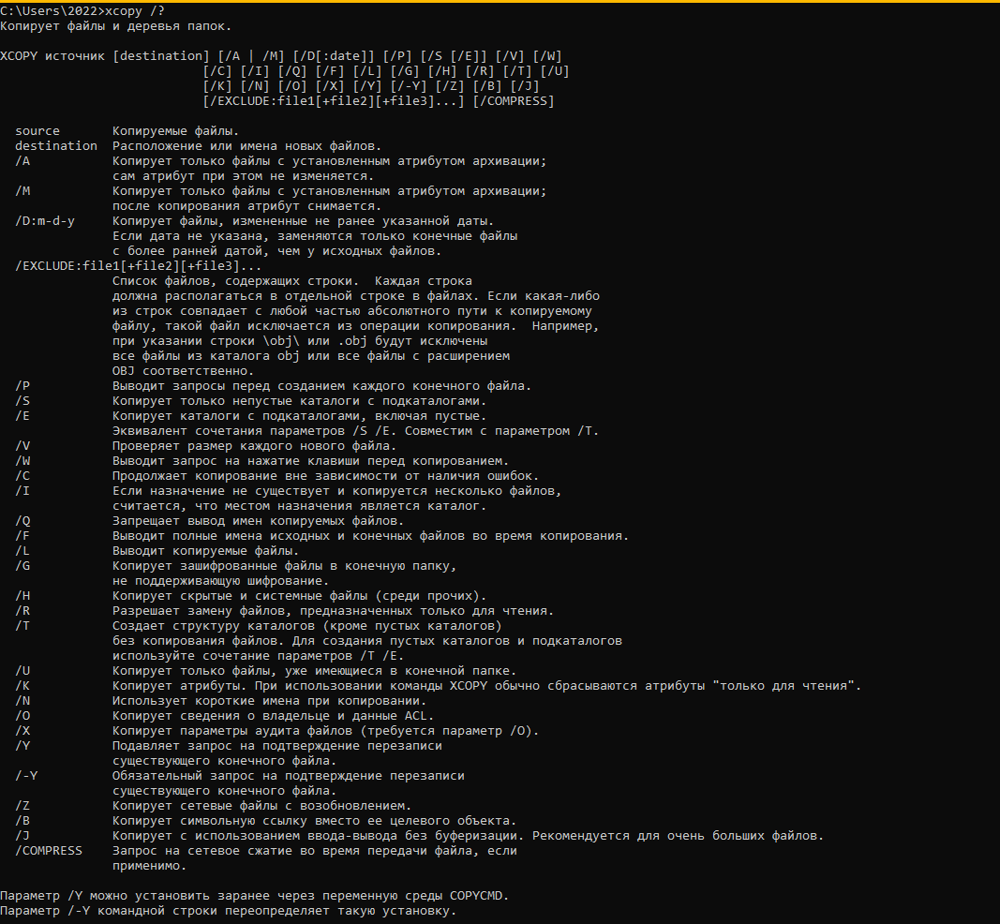 C:\Users\2022>xcopy /?
Копирует файлы и деревья папок.
XCOPY источник [destination] [/A | /M] [/D[:date]] [/P] [/S [/E]] [/V] [/W]
[/C] [/I] [/Q] [/F] [/L] [/G] [/H] [/R] [/T] [/U]
[/K] [/N] [/O] [/X] [/Y] [/-Y] [/Z] [/B] [/J]
[/EXCLUDE:file1[+file2][+file3]...] [/COMPRESS]
source Копируемые файлы.
destination Расположение или имена новых файлов.
/A Копирует только файлы с установленным атрибутом архивации;
сам атрибут при этом не изменяется.
/M Копирует только файлы с установленным атрибутом архивации;
после копирования атрибут снимается.
/D:m-d-y Копирует файлы, измененные не ранее указанной даты.
Если дата не указана, заменяются только конечные файлы
с более ранней датой, чем у исходных файлов.
/EXCLUDE:file1[+file2][+file3]...
Список файлов, содержащих строки.  Каждая строка
должна располагаться в отдельной строке в файлах. Если какая-либо
из строк совпадает с любой частью абсолютного пути к копируемому
файлу, такой файл исключается из операции копирования.  Например,
при указании строки \obj\ или .obj будут исключены
все файлы из каталога obj или все файлы с расширением
OBJ соответственно.
/P Выводит запросы перед созданием каждого конечного файла.
/S Копирует только непустые каталоги с подкаталогами.
/E Копирует каталоги с подкаталогами, включая пустые.
Эквивалент сочетания параметров /S /E. Совместим с параметром /T.
/V Проверяет размер каждого нового файла.
/W Выводит запрос на нажатие клавиши перед копированием.
/C Продолжает копирование вне зависимости от наличия ошибок.
/I Если назначение не существует и копируется несколько файлов,
считается, что местом назначения является каталог.
/Q Запрещает вывод имен копируемых файлов.
/F Выводит полные имена исходных и конечных файлов во время копирования.
/L Выводит копируемые файлы.
/G Копирует зашифрованные файлы в конечную папку,
не поддерживающую шифрование.
/H Копирует скрытые и системные файлы (среди прочих).
/R Разрешает замену файлов, предназначенных только для чтения.
/T Создает структуру каталогов (кроме пустых каталогов)
без копирования файлов. Для создания пустых каталогов и подкаталогов
используйте сочетание параметров /T /E.
/U Копирует только файлы, уже имеющиеся в конечной папке.
/K Копирует атрибуты. При использовании команды XCOPY обычно сбрасываются атрибуты "только для чтения".
/N Использует короткие имена при копировании.
/O Копирует сведения о владельце и данные ACL.
/X Копирует параметры аудита файлов (требуется параметр /O).
/Y Подавляет запрос на подтверждение перезаписи
существующего конечного файла.
/-Y Обязательный запрос на подтверждение перезаписи
существующего конечного файла.
/Z Копирует сетевые файлы с возобновлением.
/B Копирует символьную ссылку вместо ее целевого объекта.
/J Копирует с использованием ввода-вывода без буферизации. Рекомендуется для очень больших файлов.
/COMPRESS Запрос на сетевое сжатие во время передачи файла, если
применимо.
Параметр /Y можно установить заранее через переменную среды COPYCMD.
Параметр /-Y командной строки переопределяет такую установку.